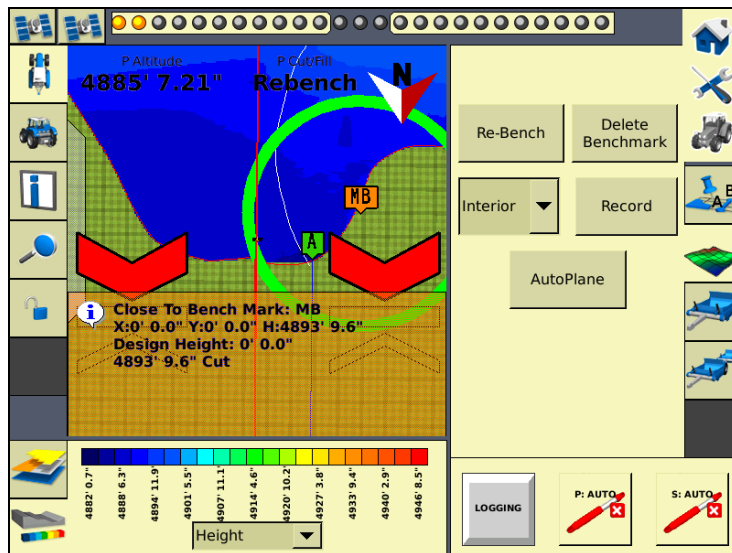 P Altitude
P Cut/Fill
4885' 7.21"
Rebench
N
MB
A
Close To Bench Mark: MB
X:0' 0.0" Y:0' 0.0" H:4893' 9.6"
Design Height: 0' 0.0"
4893' 9.6" Cut
4882' 0.7"
4888' 6.3"
4894' 11.9"
4901' 5.5"
4907' 11.1"
4914' 4.6"
4920' 10.2"
4927' 3.8"
4933' 9.4"
4940' 2.9"
4946' 8.5"
Height
Re-Bench
Delete
Benchmark
Interior
Record
AutoPlane
A B
LOGGING
P: AUTO
S: AUTO